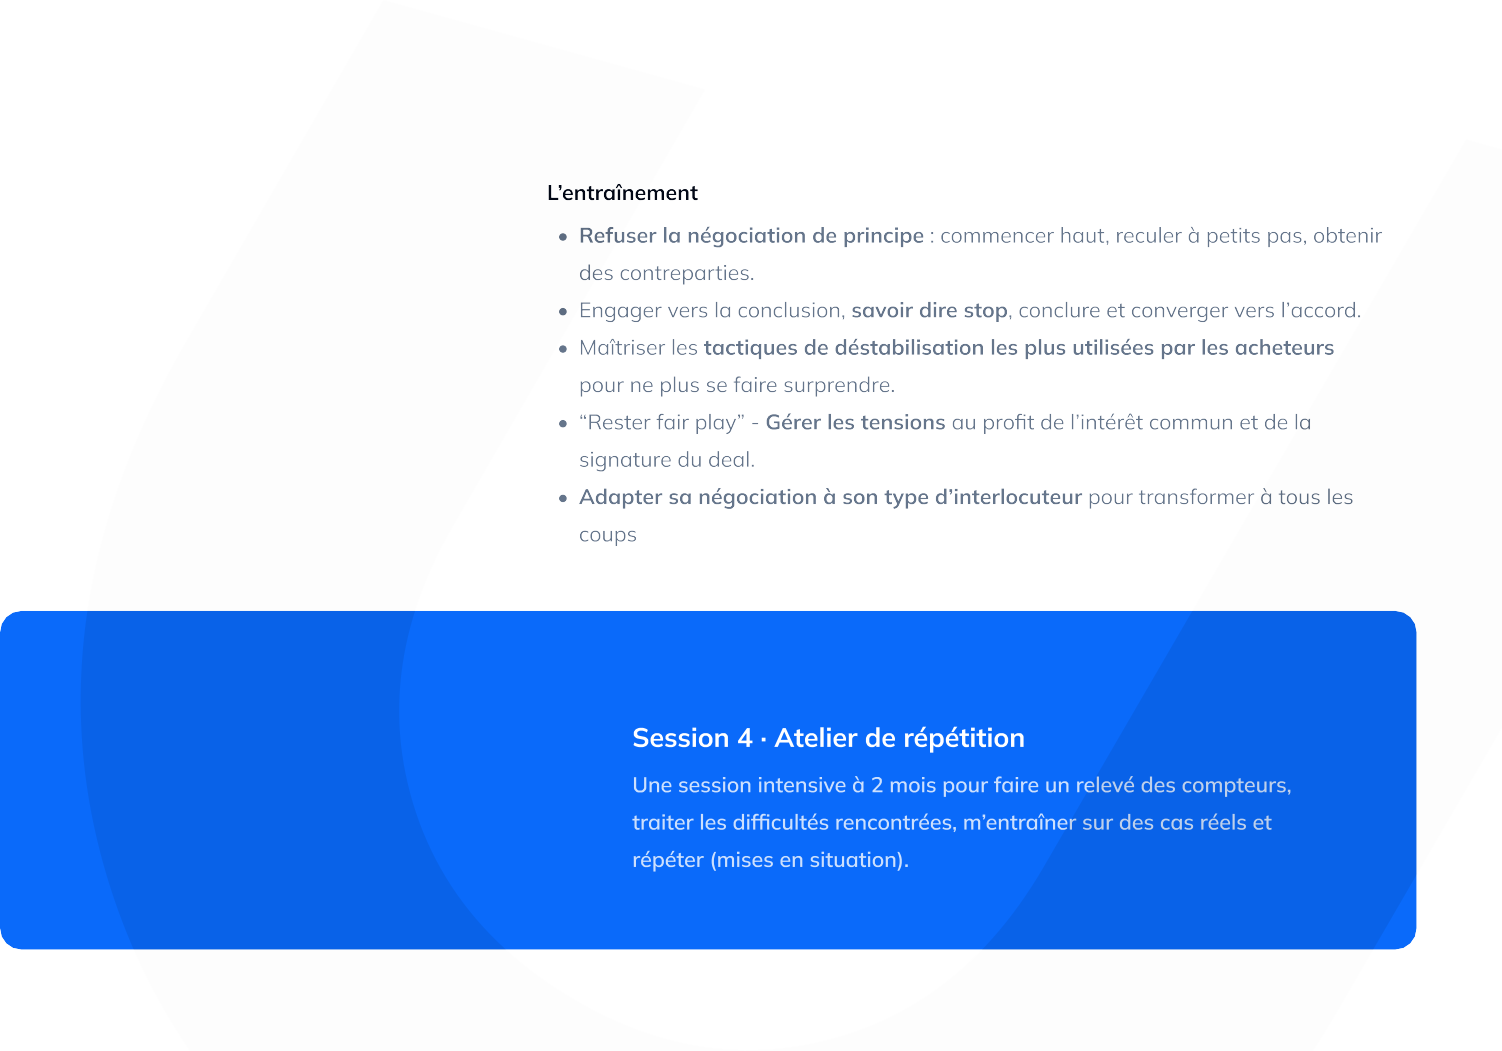 L’entraînement
• Refuser la négociation de principe : commencer haut, reculer à petits pas, obtenir
des contreparties.
• Engager vers la conclusion, savoir dire stop, conclure et converger vers l’accord.
• Maîtriser les tactiques de déstabilisation les plus utilisées par les acheteurs
pour ne plus se faire surprendre.
• “Rester fair play” - Gérer les tensions au profit de l’intérêt commun et de la
signature du deal.
• Adapter sa négociation à son type d’interlocuteur pour transformer à tous les
coups
Session 4 · Atelier de répétition
Une session intensive à 2 mois pour faire un relevé des compteurs,
traiter les difficultés rencontrées, m’entraîner sur des cas réels et
répéter (mises en situation).